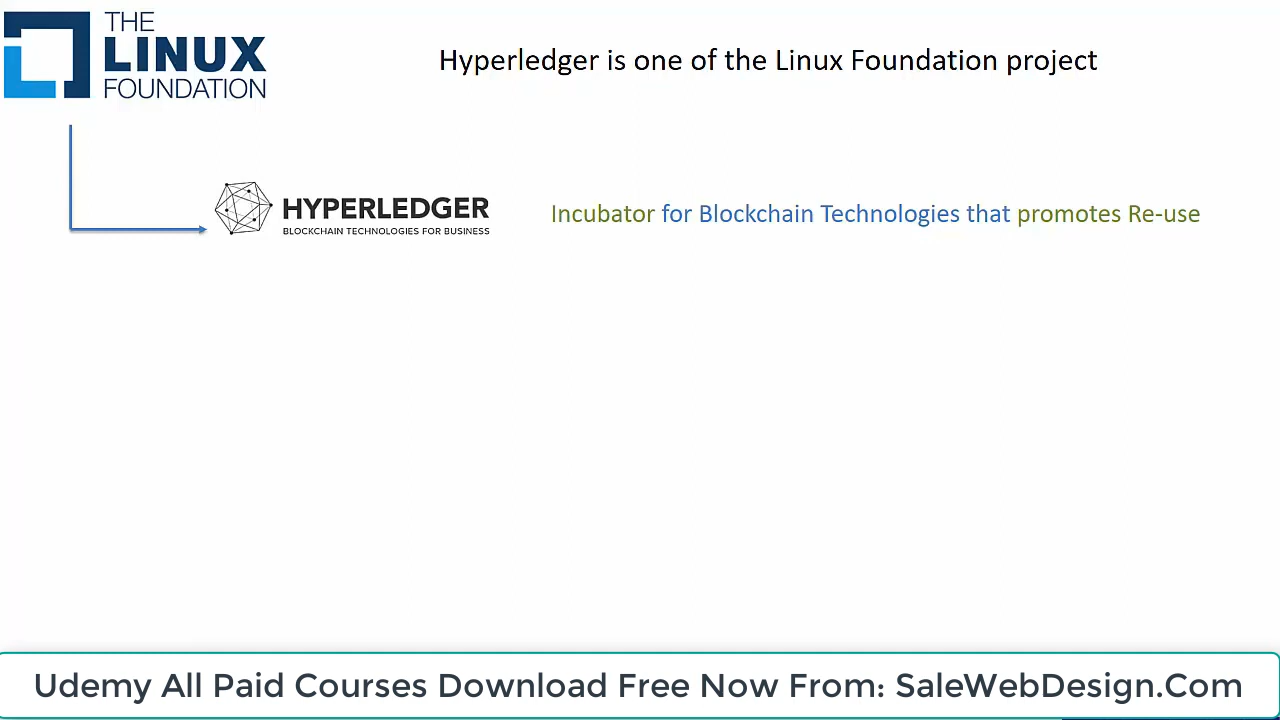 THE
LINUX
FOUNDATION
Hyperledger is one of the Linux Foundation project
HYPERLEDGER
BLOCKCHAIN TECHNOLOGIES FOR BUSINESS
Incubator for Blockchain Technologies that promotes Re-use
Udemy All Paid Courses Download Free Now From: SaleWebDesign.Com